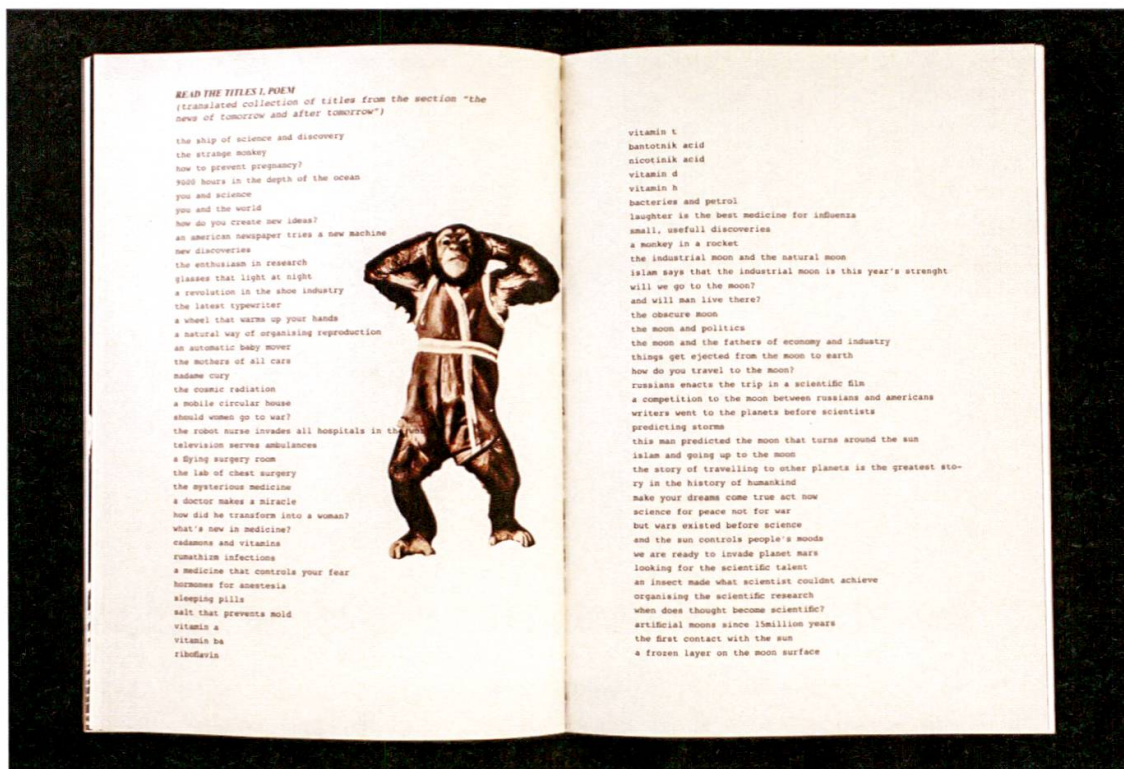 READ THE TITLES 1, POEM
(translated collection of titles from the section "the
news of tomorrow and after tomorrow")
the ship of science and discovery
the strange monkey
how to prevent pregnancy?
9000 hours in the depth of the ocean
you and science
you and the world
how do you create new ideas?
an american newspaper tries a new machine
new discoveries
the enthusiasm in research
glasses that light at night
a revolution in the shoe industry
the latest typewriter
a wheel that warms up your hands
a natural way of organising reproduction
an automatic baby mover
the mothers of all cars
madame cury
the cosmic radiation
a mobile circular house
should women go to war?
the robot nurse invades all hospitals in the
television serves ambulances
a flying surgery room
the lab of chest surgery
the mysterious medicine
a doctor makes a miracle
how did he transform into a woman?
what's new in medicine?
cadamons and vitamins
rumathizm infections
a medicine that controls your fear
hormones for anestesia
sleeping pills
salt that prevents mold
vitamin a
vitamin ba
riboflavin
vitamin t
bantotnik acid
nicotinik acid
vitamin d
vitamin h
bacteries and petrol
laughter is the best medicine for influenza
small, usefull discoveries
a monkey in a rocket
the industrial moon and the natural moon
islam says that the industrial moon is this year's strenght
will we go to the moon?
and will man live there?
the obscure moon
the moon and politics
the moon and the fathers of economy and industry
things get ejected from the moon to earth
how do you travel to the moon?
russians enacts the trip in a scientific film
a competition to the moon between russians and americans
writers went to the planets before scientists
predicting storms
this man predicted the moon that turns around the sun
islam and going up to the moon
the story of travelling to other planets is the greatest sto-
ry in the history of humankind
make your dreams come true act now
science for peace not for war
but wars existed before science
and the sun controls people's moods
we are ready to invade planet mars
looking for the scientific talent
an insect made what scientist couldnt achieve
organising the scientific research
when does thought become scientific?
artificial moons since 15million years
the first contact with the sun
a frozen layer on the moon surface